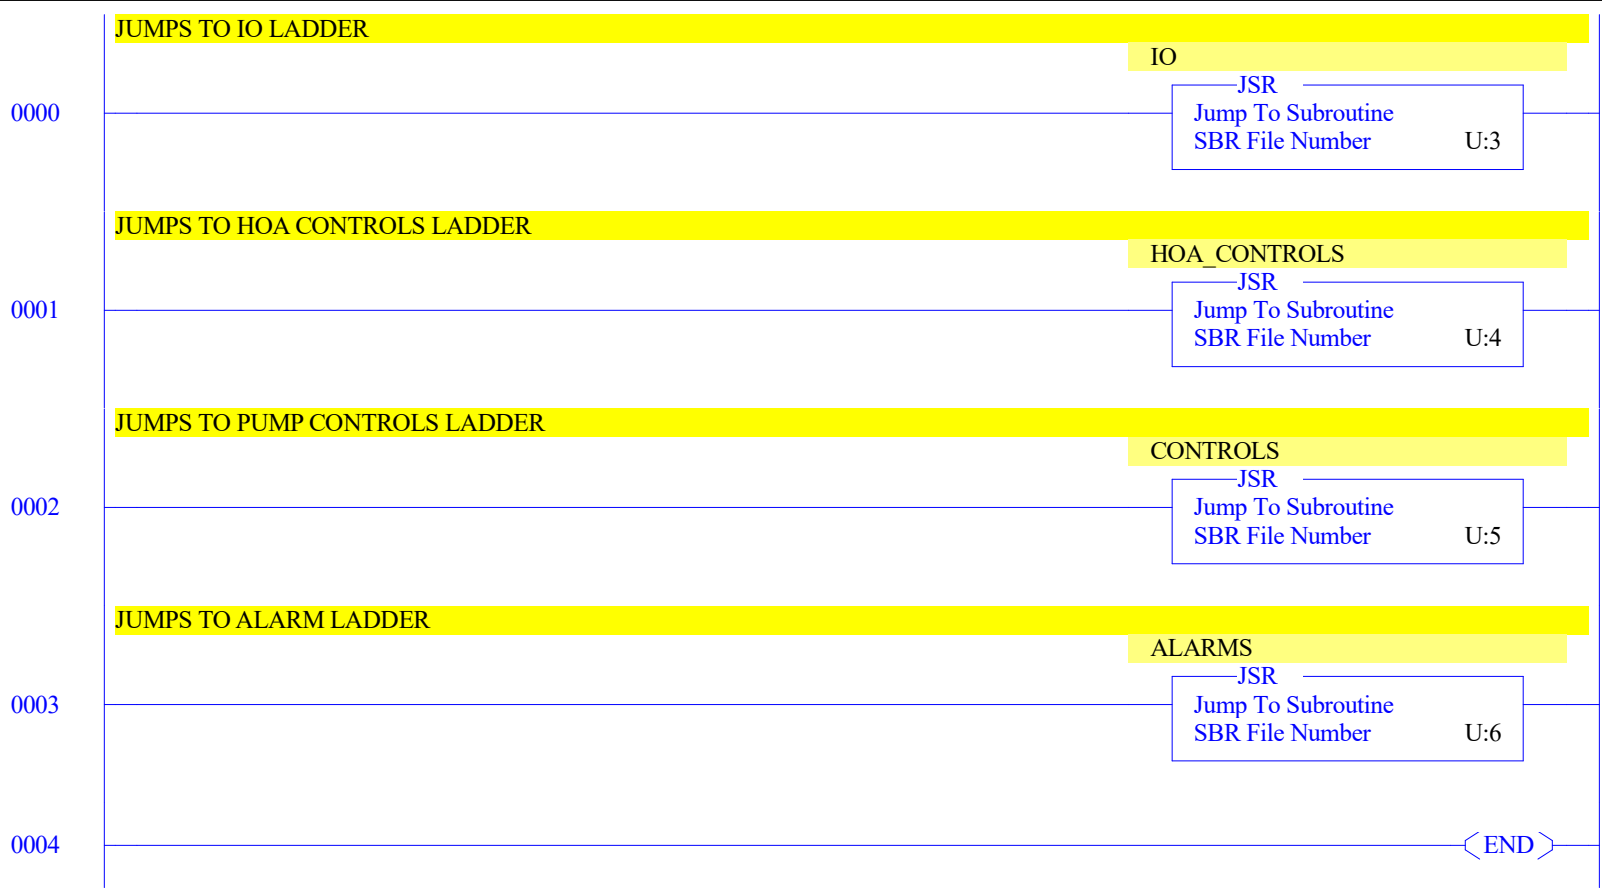 JUMPS TO IO LADDER
IO
JSR
0000
Jump To Subroutine
SBR File Number U:3
JUMPS TO HOA CONTROLS LADDER
HOA_CONTROLS
JSR
0001
Jump To Subroutine
SBR File Number U:4
JUMPS TO PUMP CONTROLS LADDER
CONTROLS
JSR
0002
Jump To Subroutine
SBR File Number U:5
JUMPS TO ALARM LADDER
ALARMS
JSR
0003
Jump To Subroutine
SBR File Number U:6
0004
END